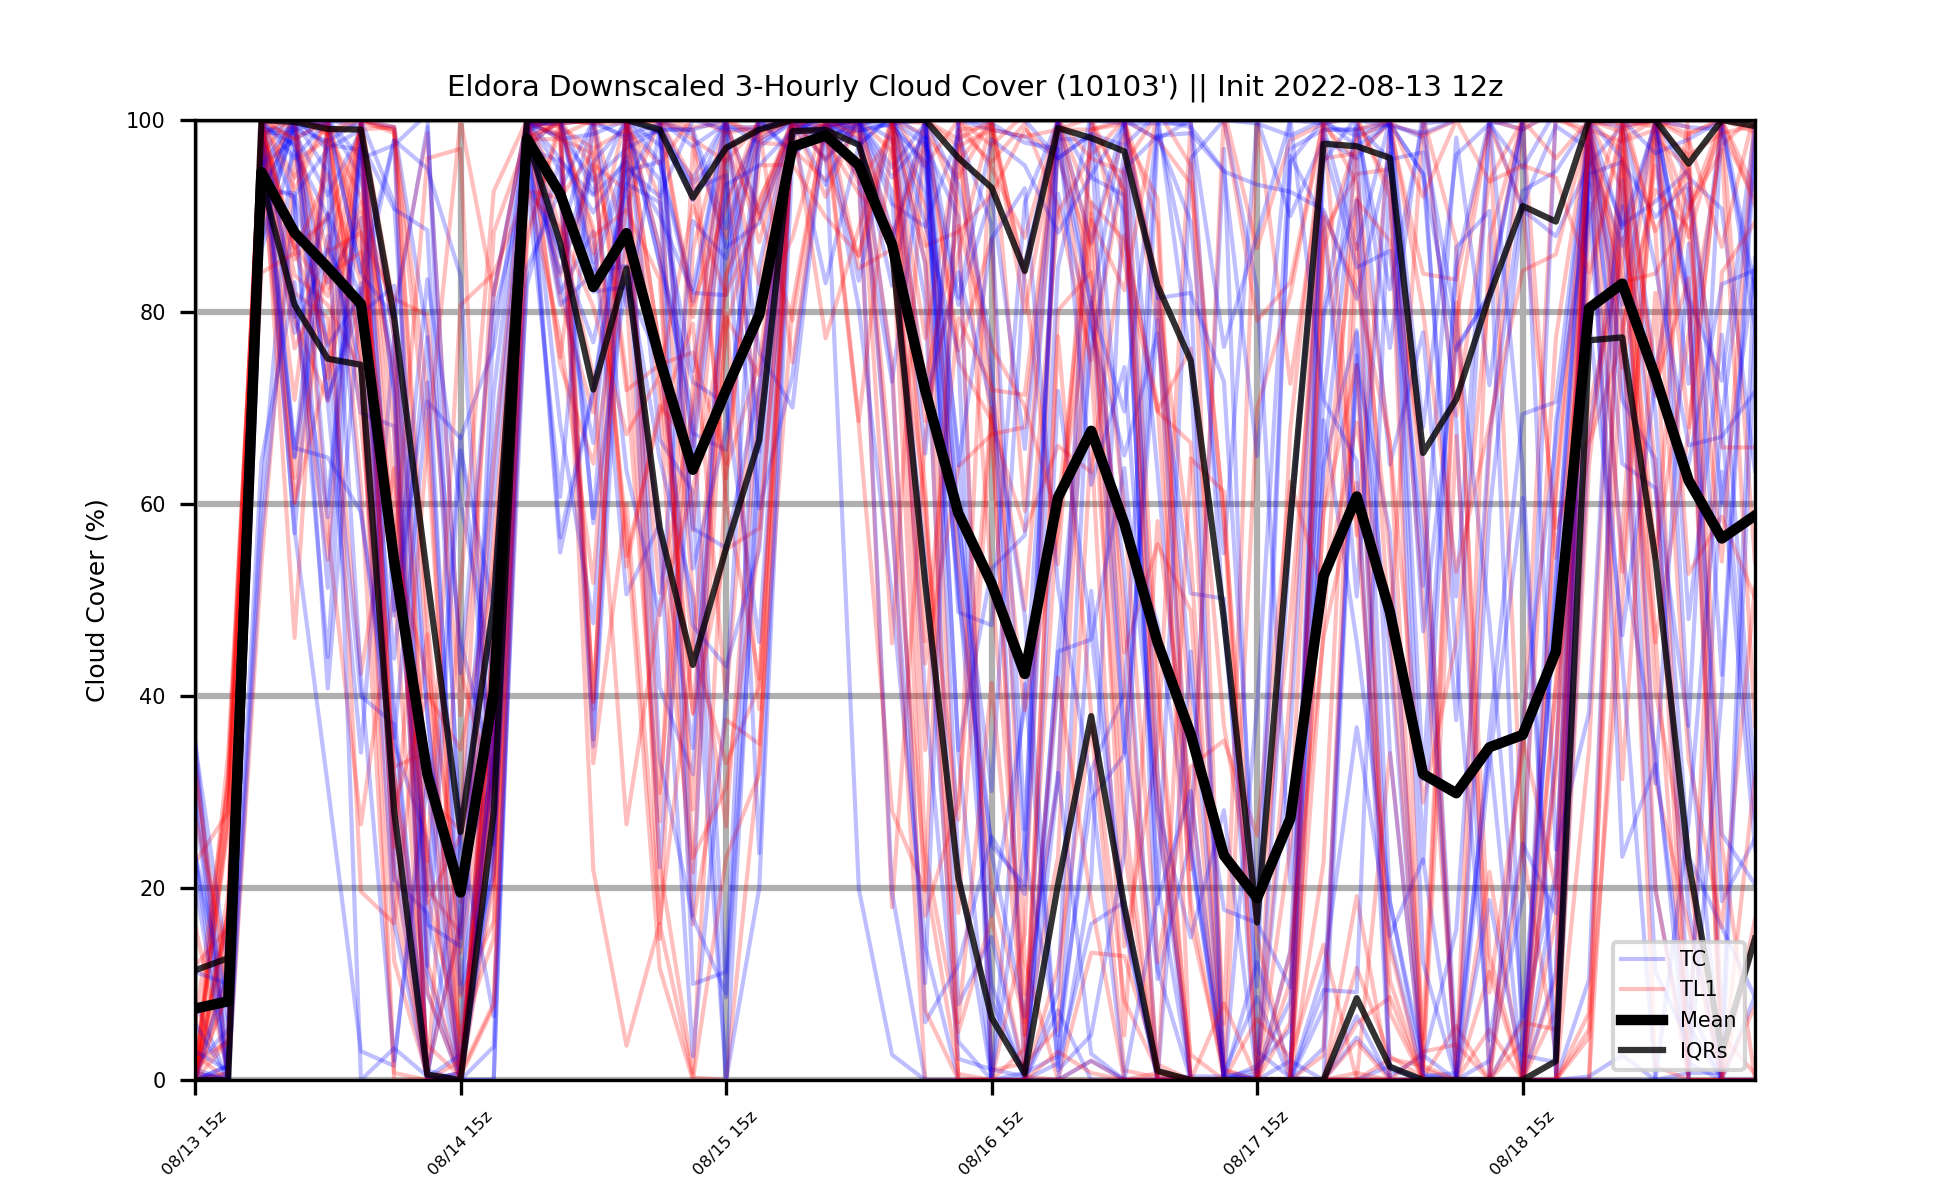 Eldora Downscaled 3-Hourly Cloud Cover (10103') || Init 2022-08-13 12z
Cloud Cover (%)
100
80
60
40
20
0
08/13 15z
08/14 15z
08/15 15z
08/16 15z
08/17 15z
08/18 15z
TC
TL1
Mean
IQRs